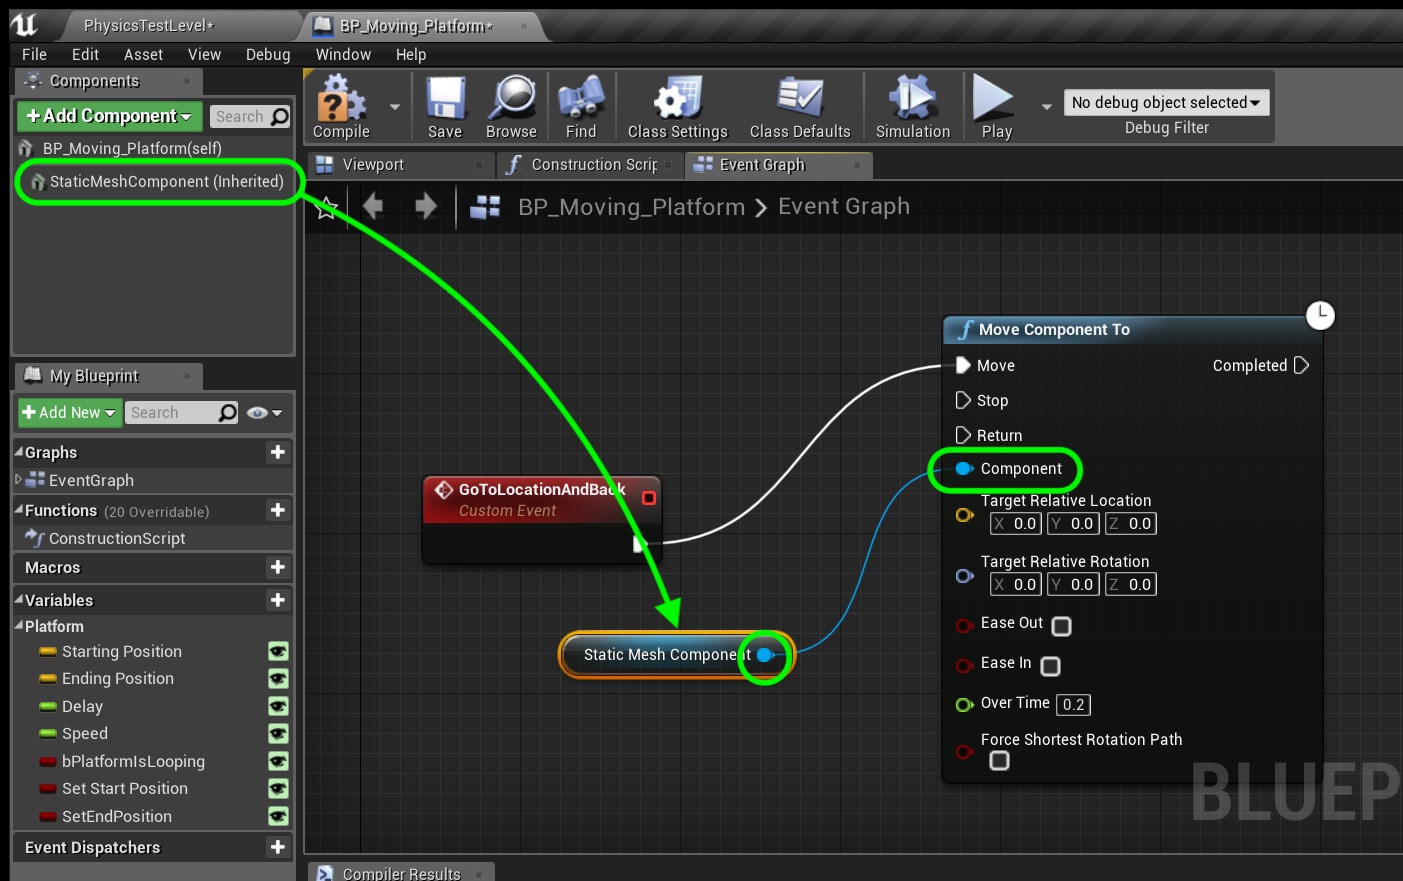 PhysicsTestLevel*
BP_Moving_Platform*
File Edit Asset View Debug Window Help
Components
+Add Component
Search
BP_Moving_Platform(self)
StaticMeshComponent (Inherited)
Compile
Save
Browse
Find
Class Settings
Class Defaults
Simulation
Play
No debug object selected
Debug Filter
Viewport
Construction Scrip
Event Graph
BP_Moving_Platform > Event Graph
My Blueprint
+Add New
Search
Graphs
EventGraph
Functions (20 Overridable)
ConstructionScript
Macros
Variables
Platform
Starting Position
Ending Position
Delay
Speed
bPlatformIsLooping
Set Start Position
SetEndPosition
Event Dispatchers
GoToLocationAndBack
Custom Event
Static Mesh Component
Move Component To
Move
Completed
Stop
Return
Component
Target Relative Location
X 0.0 Y 0.0 Z 0.0
Target Relative Rotation
X 0.0 Y 0.0 Z 0.0
Ease Out
Ease In
Over Time 0.2
Force Shortest Rotation Path
BLUEP
Compiler Results